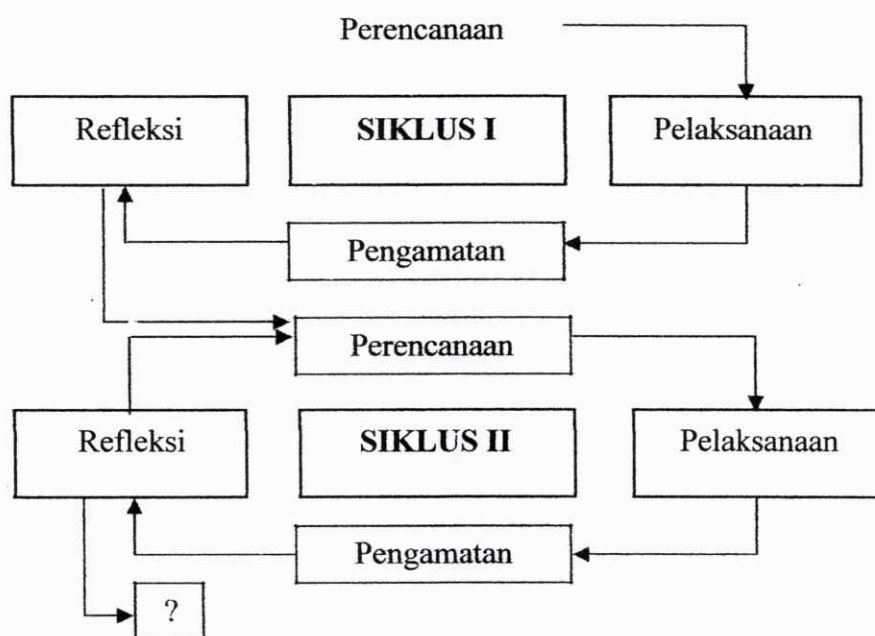 Perencanaan
Refleksi
SIKLUS I
Pelaksanaan
Pengamatan
Perencanaan
Refleksi
SIKLUS II
Pelaksanaan
Pengamatan
?